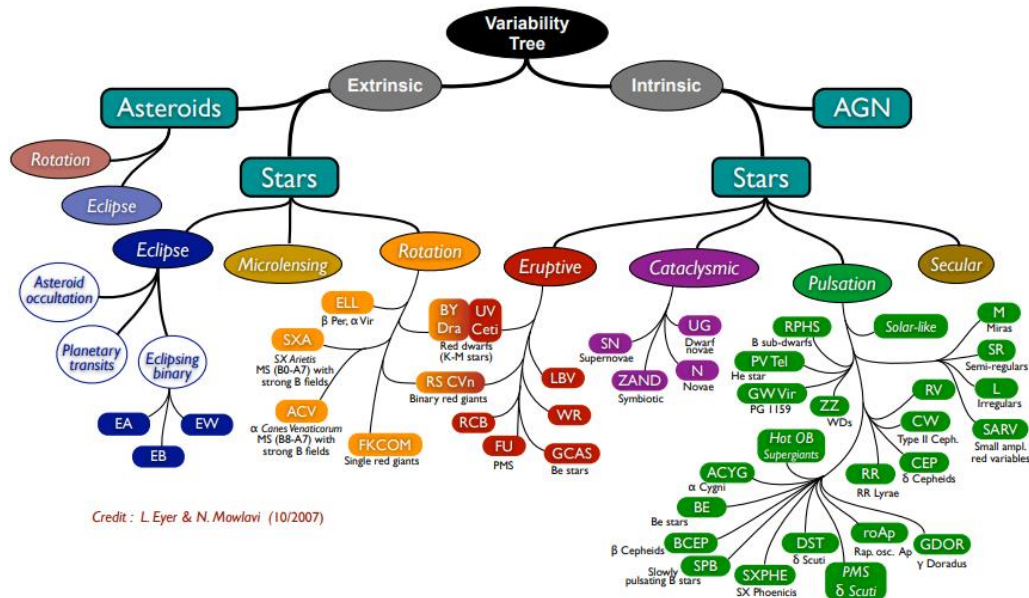 Variability
Tree
Extrinsic
Intrinsic
Asteroids
AGN
Rotation
Eclipse
Stars
Stars
Eclipse
Microlensing
Rotation
Eruptive
Cataclysmic
Pulsation
Secular
Asteroid
occultation
Planetary
transits
Eclipsing
binary
EA
EB
EW
ELL
β Per, α Vir
SXA
SX Arietis
MS (B0-A7) with
strong B fields
ACV
α Canes Venaticorum
MS (B8-A7) with
strong B fields
FKCOM
Single red giants
BY
Dra
UV
Ceti
Red dwarfs
(K-M stars)
RS CVn
Binary red giants
LBV
WR
RCB
FU
PMS
GCAS
Be stars
SN
Supernovae
UG
Dwarf
novae
ZAND
Symbiotic
N
Novae
RPHS
B sub-dwarfs
Solar-like
PV Tel
He star
GW Vir
PG 1159
ZZ
WDs
M
Miras
SR
Semi-regulars
L
Irregulars
SARV
Small ampl.
red variables
RV
CW
Type II Ceph.
CEP
δ Cepheids
RR
RR Lyrae
Hot OB
Supergiants
ACYG
α Cygni
BE
Be stars
BCEP
β Cepheids
SPB
Slowly
pulsating B stars
SXPHE
SX Phoenicis
DST
δ Scuti
PMS
δ Scuti
roAp
Rap. osc. Ap
GDOR
γ Doradus
Credit : L. Eyer & N. Mowlavi (10/2007)